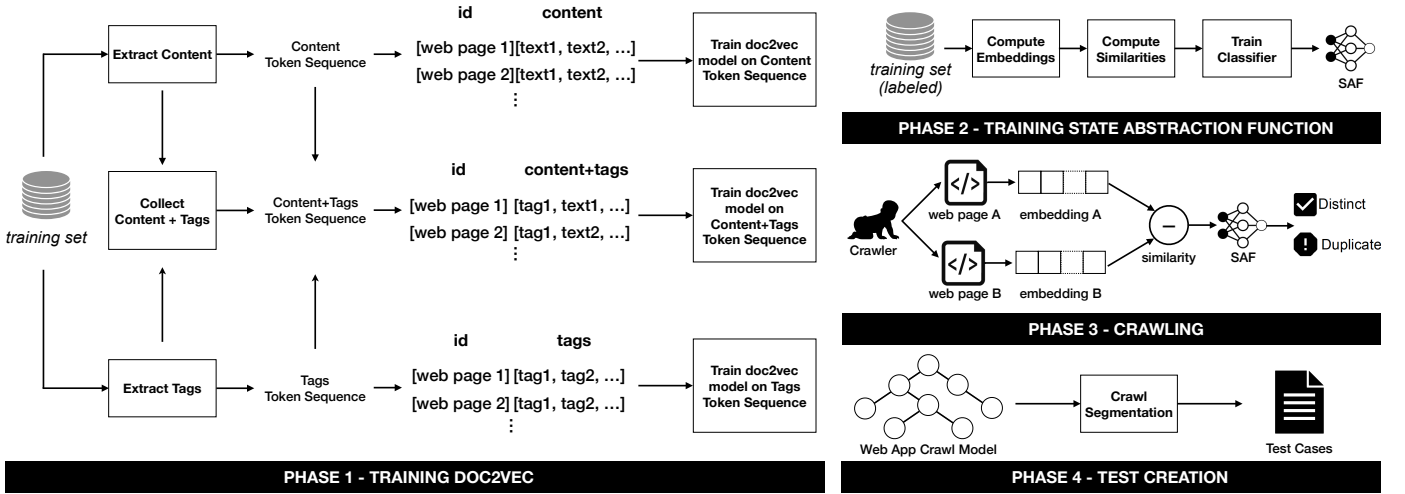 id content
Extract Content
Content
Token Sequence
[web page 1][text1, text2, ...]
[web page 2][text1, text2, ...]
⋮
Train doc2vec
model on Content
Token Sequence
training set
Collect
Content + Tags
Content+Tags
Token Sequence
id content+tags
[web page 1] [tag1, text1, ...]
[web page 2] [tag1, text2, ...]
⋮
Train doc2vec
model on
Content+Tags
Token Sequence
Extract Tags
Tags
Token Sequence
id tags
[web page 1] [tag1, tag2, ...]
[web page 2] [tag1, tag2, ...]
⋮
Train doc2vec
model on Tags
Token Sequence
PHASE 1 - TRAINING DOC2VEC
training set
(labeled)
Compute
Embeddings
Compute
Similarities
Train
Classifier
SAF
PHASE 2 - TRAINING STATE ABSTRACTION FUNCTION
Crawler
</>
web page A
embedding A
</>
web page B
embedding B
−
similarity
SAF
Distinct
! Duplicate
PHASE 3 - CRAWLING
Web App Crawl Model
Crawl
Segmentation
Test Cases
PHASE 4 - TEST CREATION